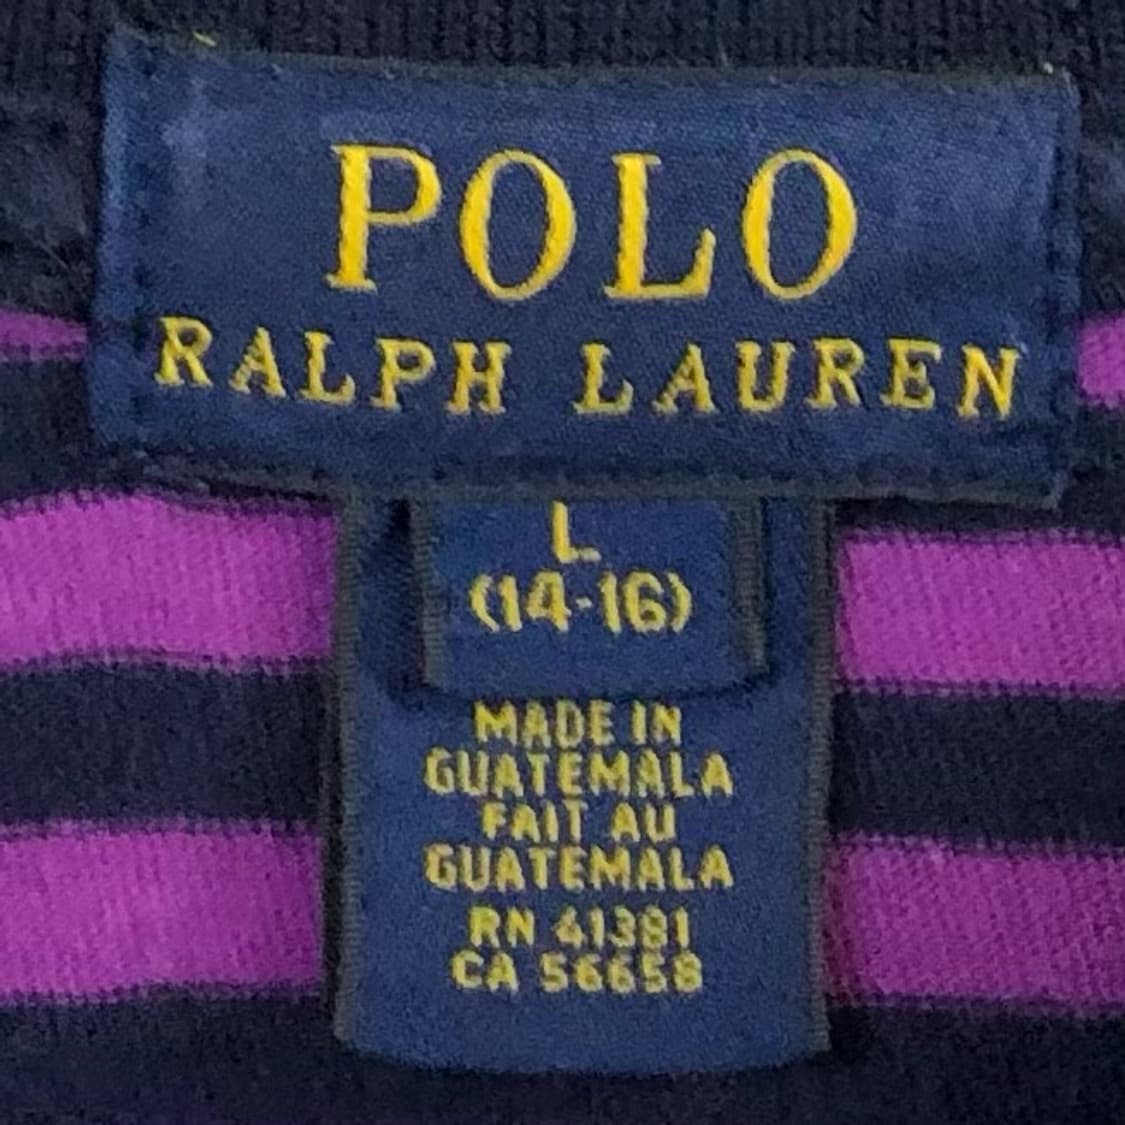 POLO
RALPH LAUREN
L
(14-16)
MADE IN
GUATEMALA
FAIT AU
GUATEMALA
RN 41381
CA 56658